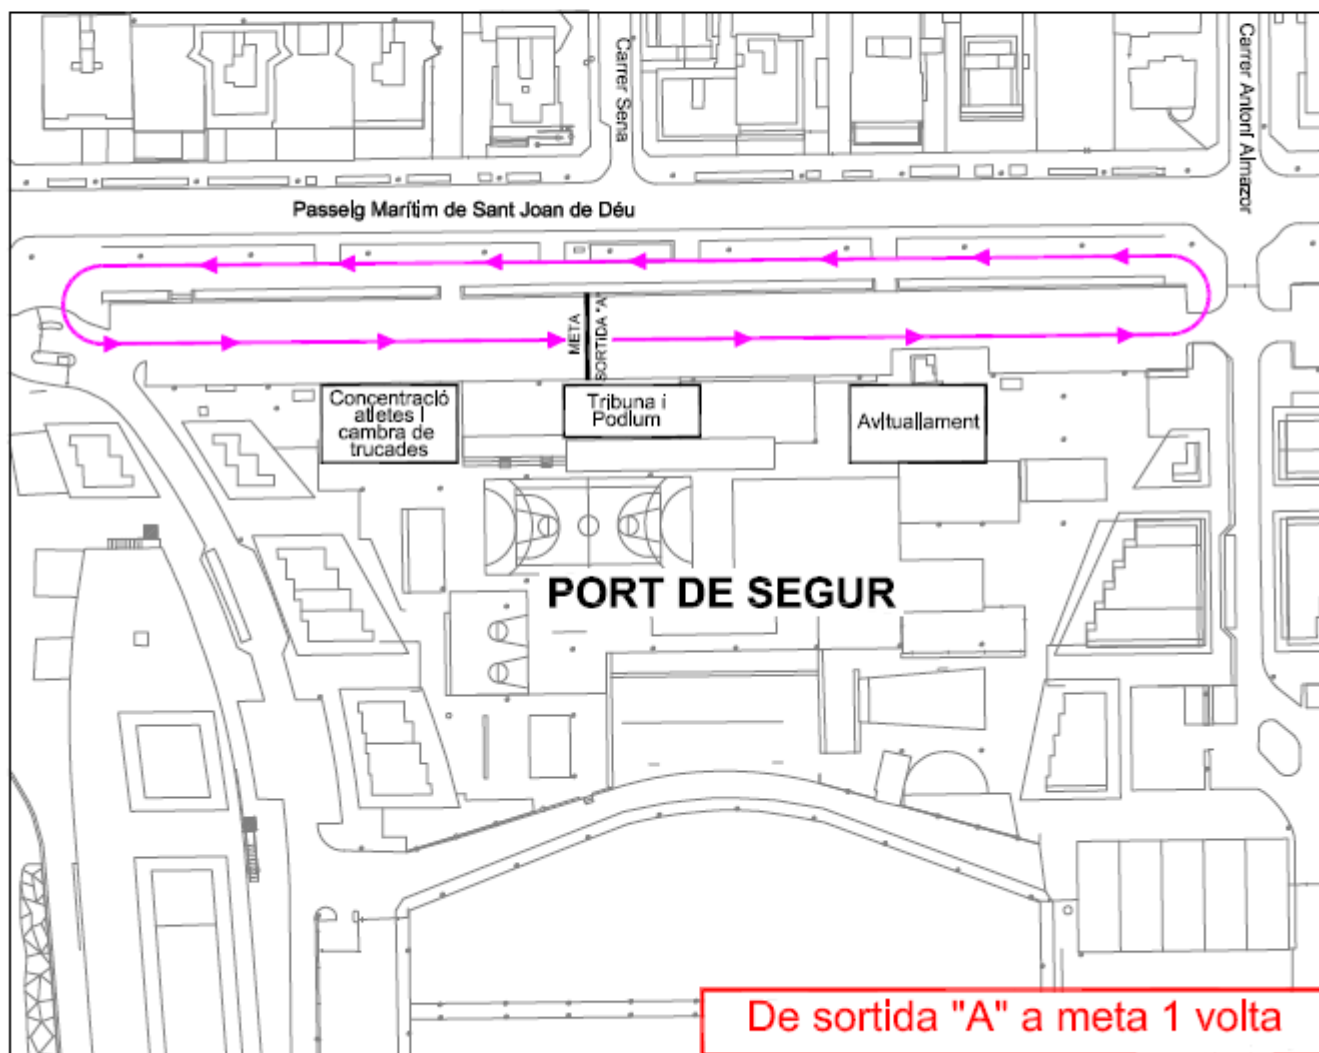 Carrer Sena
Carrer Antoni Almazor
Passeig Marítim de Sant Joan de Déu
META
SORTIDA "A"
Concentració
atletes i
cambra de
trucades
Tribuna i
Podium
Avituallament
PORT DE SEGUR
De sortida "A" a meta 1 volta